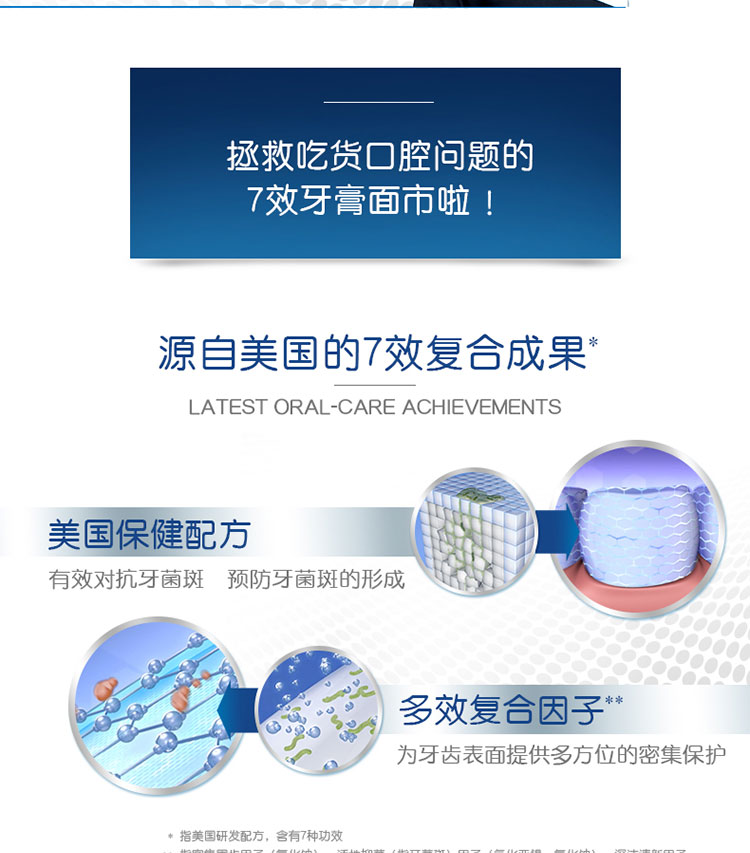 拯救吃货口腔问题的
7效牙膏面市啦！
源自美国的7效复合成果*
LATEST ORAL-CARE ACHIEVEMENTS
美国保健配方
有效对抗牙菌斑 预防牙菌斑的形成
多效复合因子**
为牙齿表面提供多方位的密集保护
* 指美国研发配方，含有7种功效